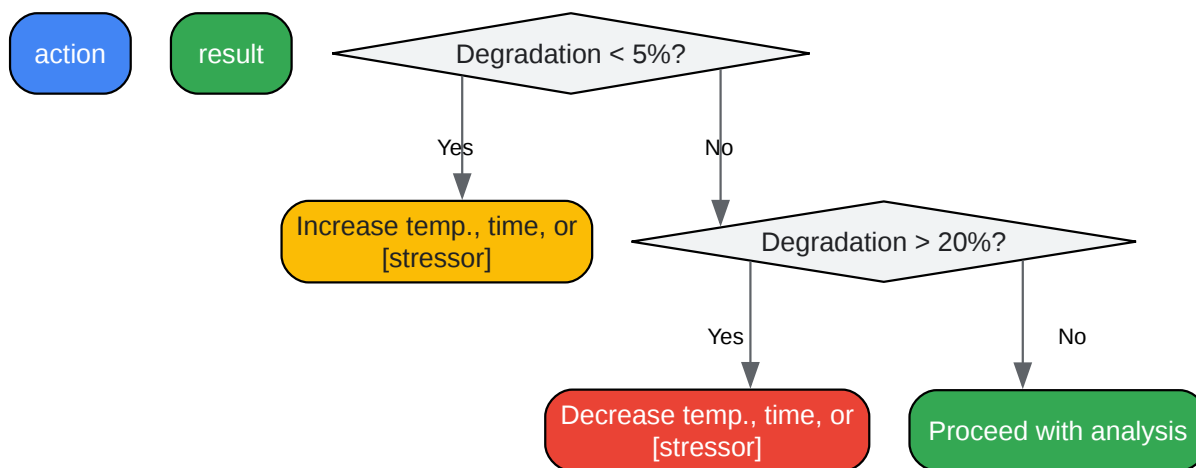 action
result
Degradation < 5%?
Yes
No
Increase temp., time, or
[stressor]
Degradation > 20%?
Yes
No
Decrease temp., time, or
[stressor]
Proceed with analysis